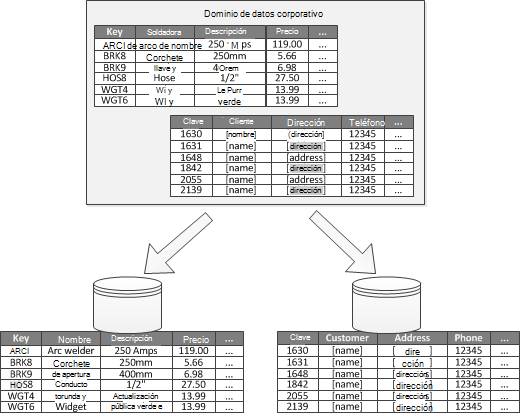 Dominio de datos corporativo
Key Soldadora Descripción Precio ...
ARCI de arco de nombre 250 M ps 119.00 ...
BRK8 Corchete 250mm 5.66 ...
BRK9 llave y 4Orem 6.98 ...
HOS8 Hose 1/2" 27.50 ...
WGT4 Wi y Le Purr 13.99 ...
WGT6 WI y verde 13.99 ...
Clave Cliente Dirección Teléfono ...
1630 [nombre] (dirección] 12345 ...
1631 [name] [dirección] 12345 ...
1648 [name] [address] 12345 ...
1842 [name] [dirección] 12345 ...
2055 [name] [address] 12345 ...
2139 [name] [dirección] 12345 ...
Key Nombre Descripción Precio ...
ARCI Arc welder 250 Amps 119.00 ...
BRK8 Corchete 250mm 5.66 ...
BRK9 de apertura 400mm 6.98 ...
HOS8 Conducto 1/2" 27.50 ...
WGT4 torunda y Actualización 13.99 ...
WGT6 Widget pública verde e 13.99 ...
Clave Customer Address Phone ...
1630 [name] [dire] 12345 ...
1631 [name] [cción] 12345 ...
1648 [name] [dirección] 12345 ...
1842 [name] [dirección] 12345 ...
2055 [name] [dirección] 12345 ...
2139 [name] [dirección] 12345 ...